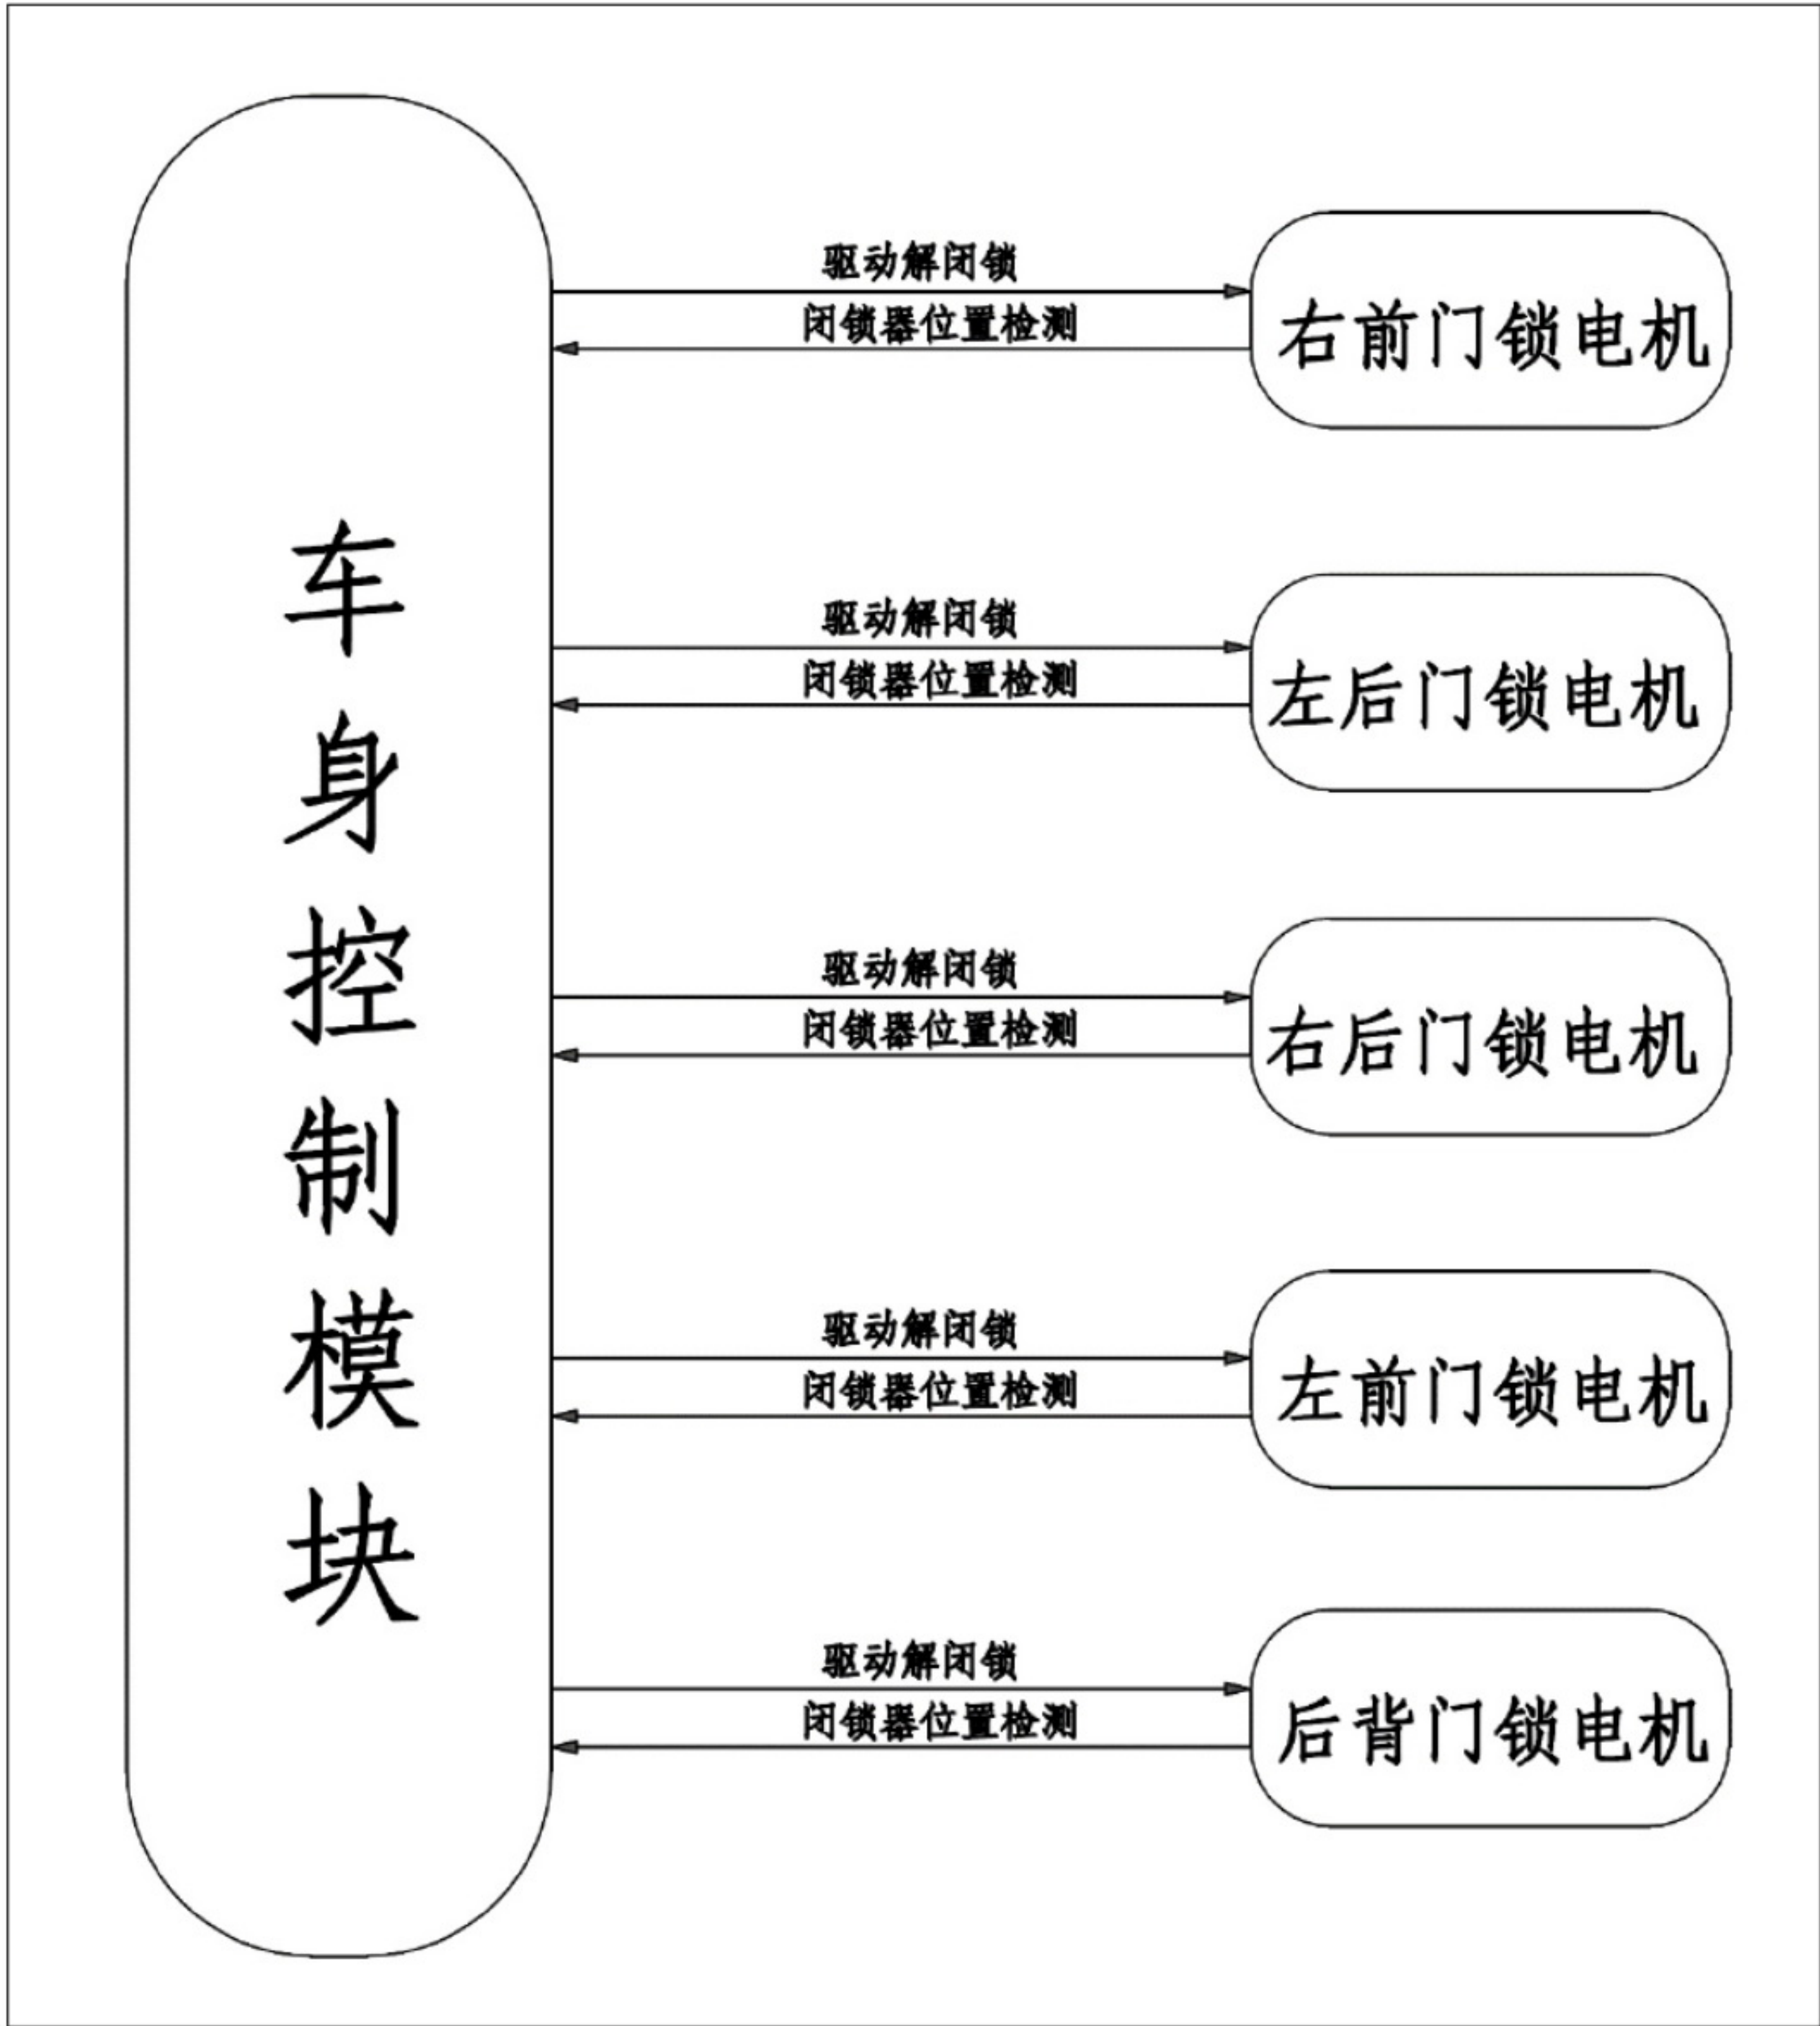 车身控制模块
驱动解闭锁
闭锁器位置检测
右前门锁电机
驱动解闭锁
闭锁器位置检测
左后门锁电机
驱动解闭锁
闭锁器位置检测
右后门锁电机
驱动解闭锁
闭锁器位置检测
左前门锁电机
驱动解闭锁
闭锁器位置检测
后背门锁电机